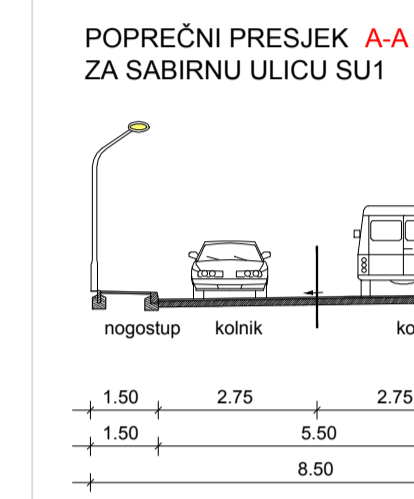 POPREČNI PRESJEK A-A
ZA SABIRNU ULICU SU1
nogostup kolnik ko
1.50 2.75 2.75
1.50 5.50
8.50